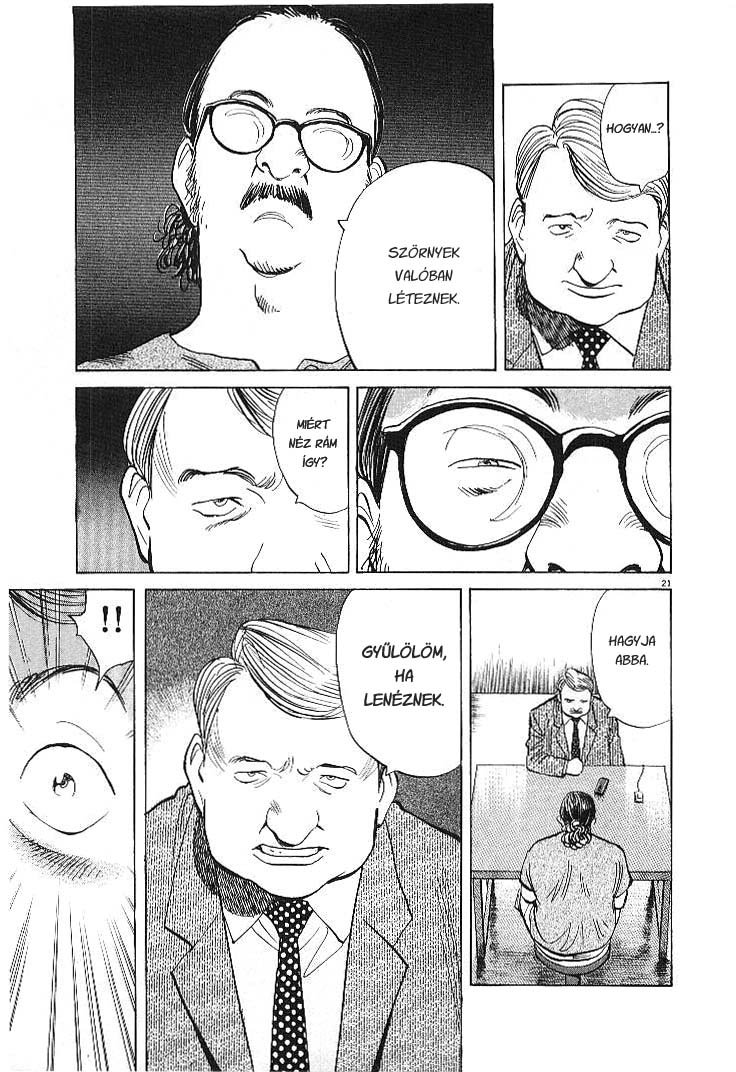 HOGYAN..?
SZÖRNYEK
VALÓBAN
LÉTEZNEK.
MIÉRT
NÉZ RÁM
ÍGY?
21
HAGYJA
ABBA.
GYŰLÖLÖM,
HA
LENÉZNEK.
!!